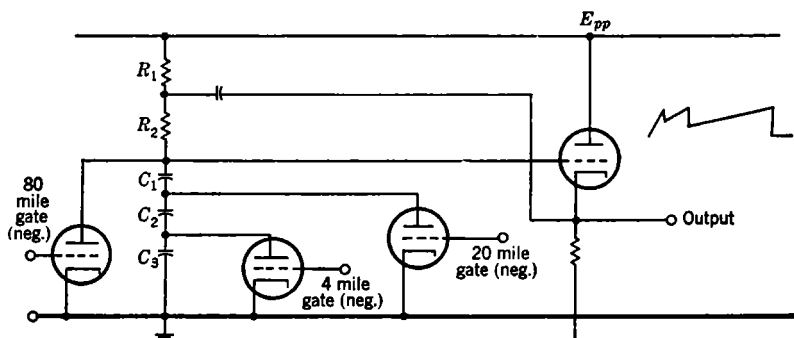 E_pp
R_1
R_2
80
mile
gate
(neg.)
C_1
C_2
C_3
4 mile
gate (neg.)
20 mile
gate (neg.)
Output